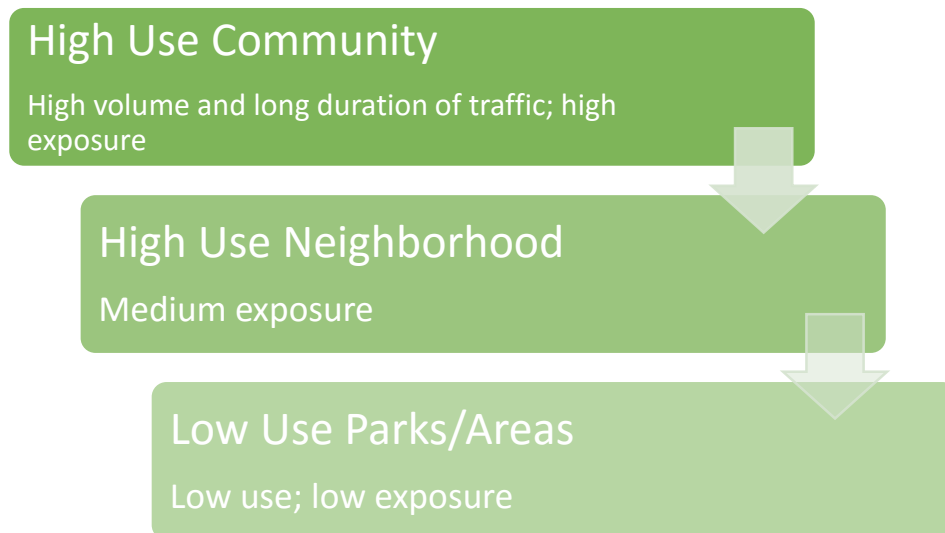 High Use Community
High volume and long duration of traffic; high
exposure
High Use Neighborhood
Medium exposure
Low Use Parks/Areas
Low use; low exposure